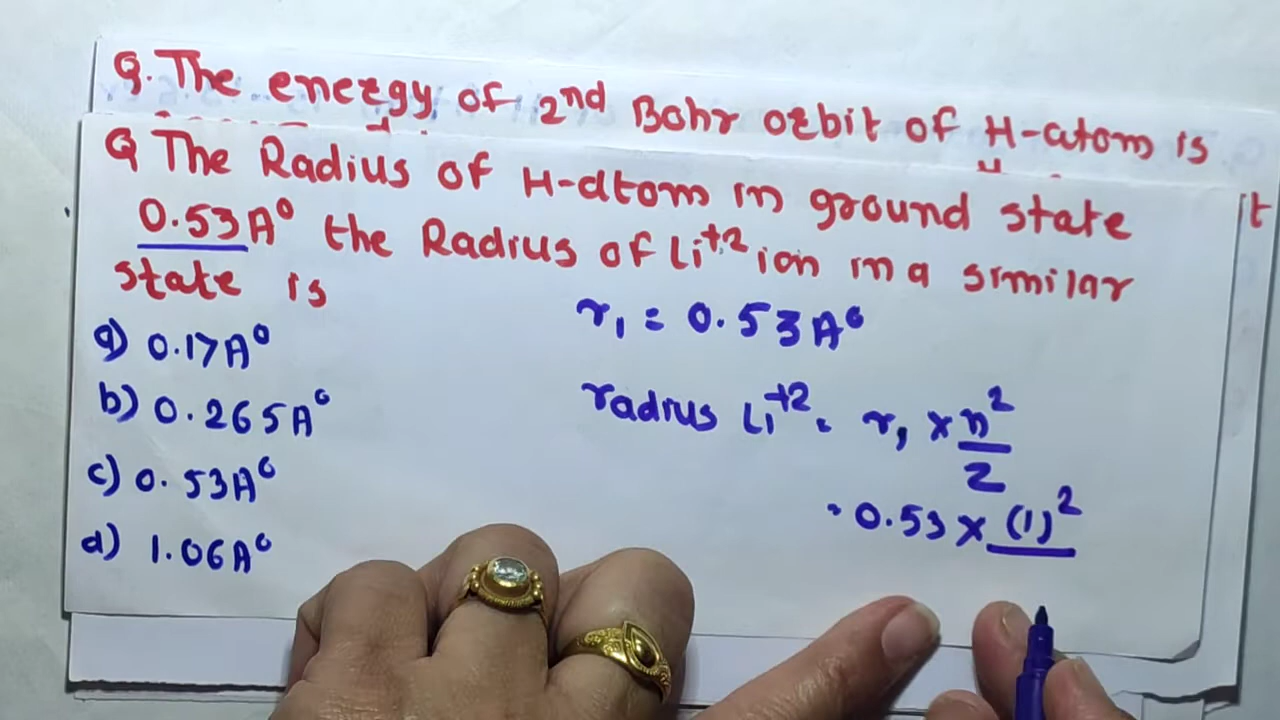 Q. The energy of 2nd Bohr orbit of H-atom is
Q The Radius of H-atom in ground state
it
0.53A° the Radius of Li+2 ion in a similar
state is
a) 0.17A°
b) 0.265A°
c) 0.53A°
d) 1.06A°
r1 = 0.53A°
radius Li+2 = r1 × n²/Z
= 0.53 × (1)²